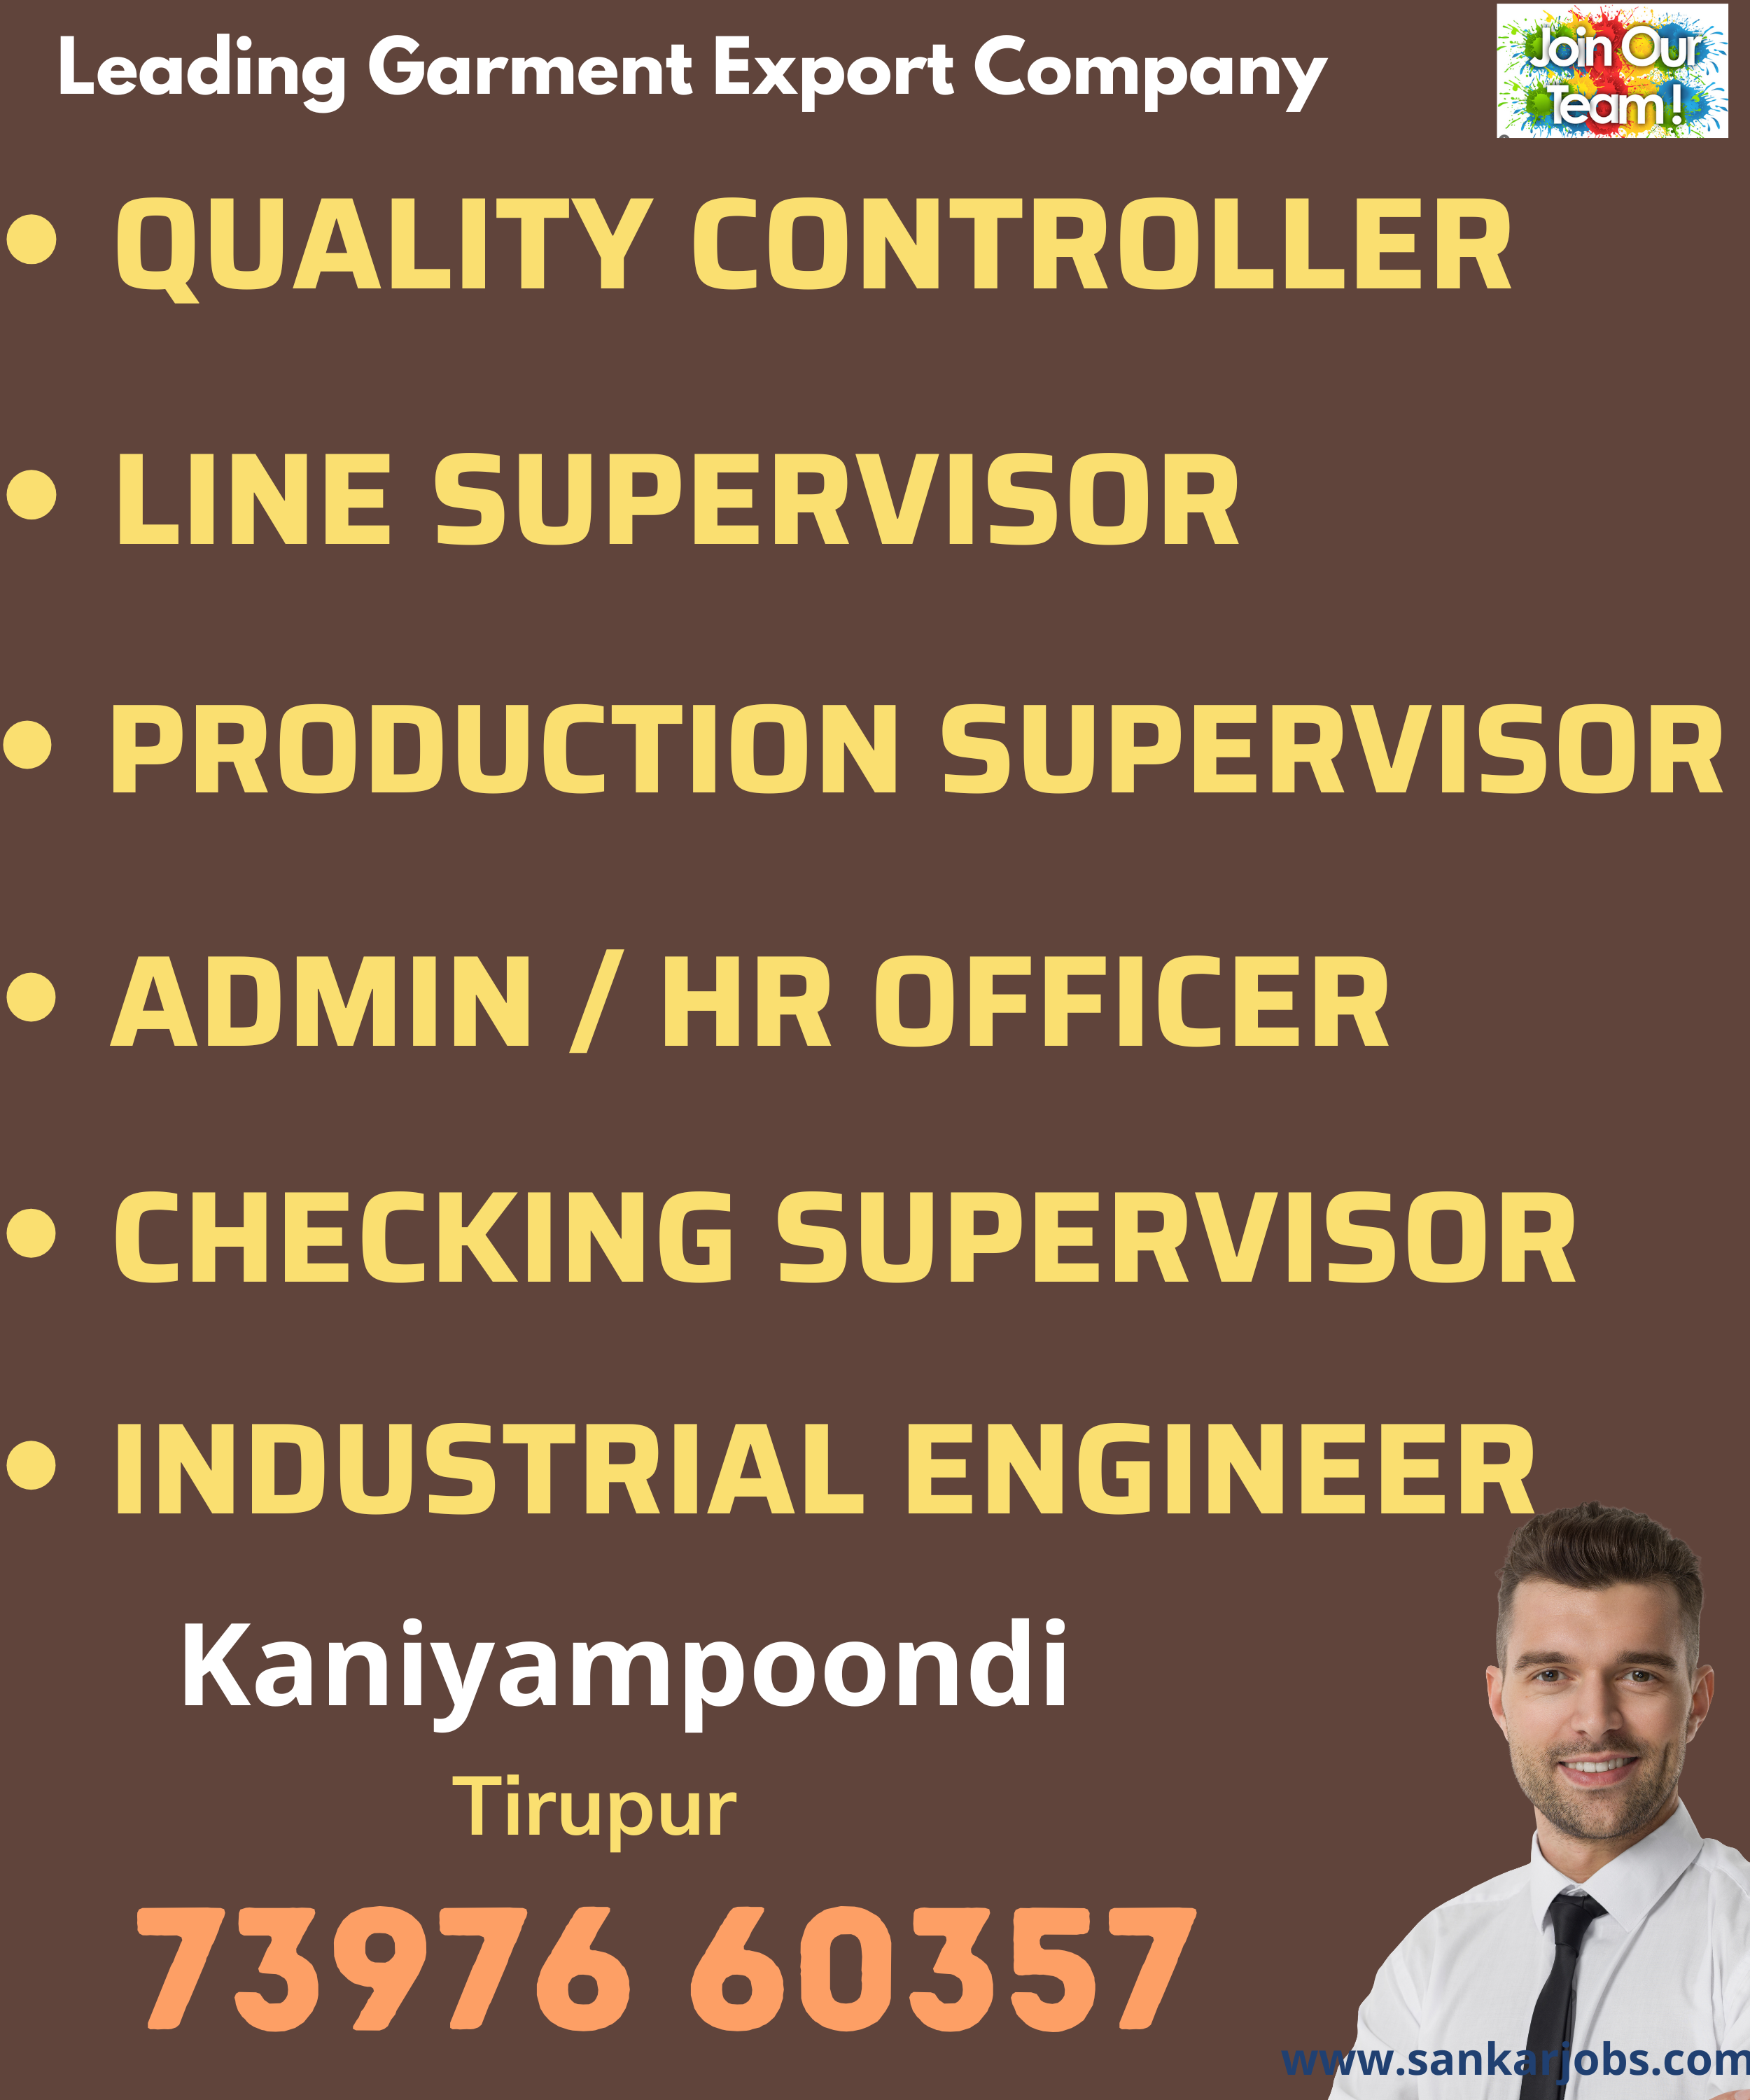 Leading Garment Export Company
Join Our
Team!
• QUALITY CONTROLLER
• LINE SUPERVISOR
• PRODUCTION SUPERVISOR
• ADMIN / HR OFFICER
• CHECKING SUPERVISOR
• INDUSTRIAL ENGINEER
Kaniyampoondi
Tirupur
73976 60357
www.sankarjobs.com